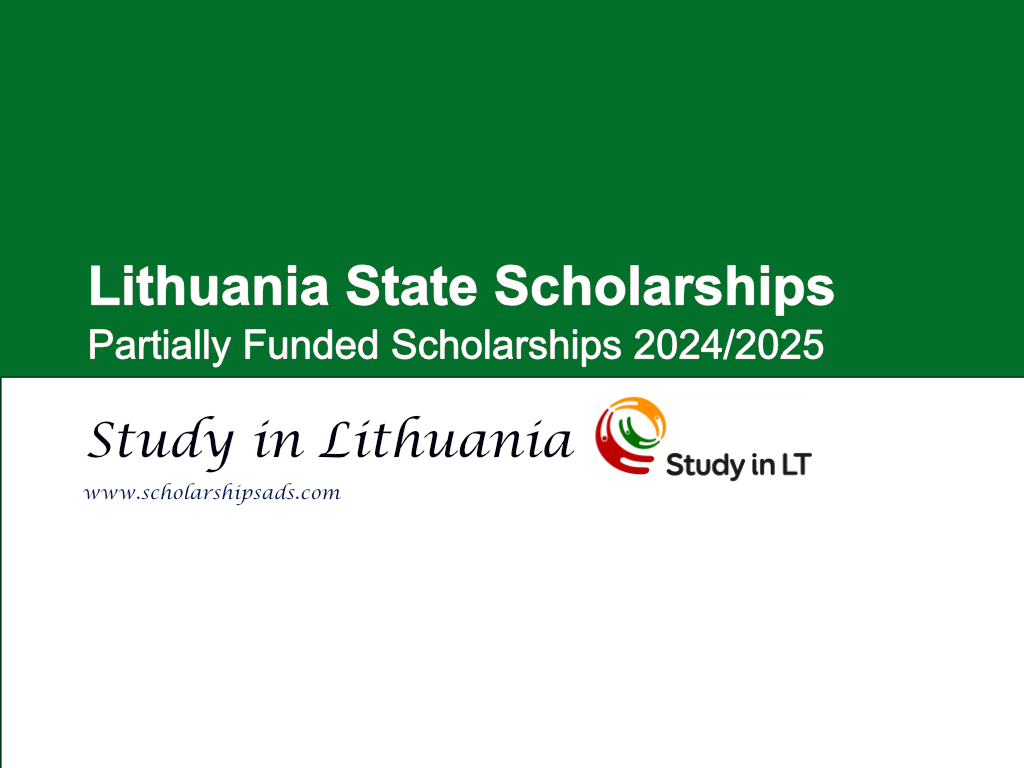 Lithuania State Scholarships
Partially Funded Scholarships 2024/2025
Study in Lithuania
Study in LT
www.scholarshipsads.com